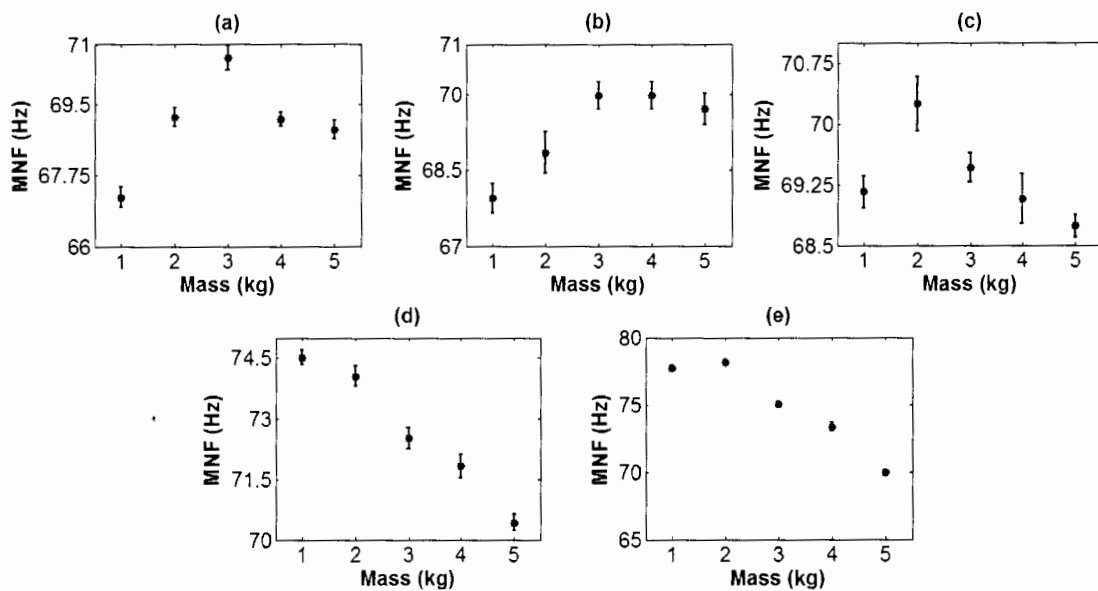 (a)
MNF (Hz)
71
69.5
67.75
66
1 2 3 4 5
Mass (kg)
(b)
MNF (Hz)
71
70
68.5
67
1 2 3 4 5
Mass (kg)
(c)
MNF (Hz)
70.75
70
69.25
68.5
1 2 3 4 5
Mass (kg)
(d)
MNF (Hz)
74.5
73
71.5
70
1 2 3 4 5
Mass (kg)
(e)
MNF (Hz)
80
75
70
65
1 2 3 4 5
Mass (kg)